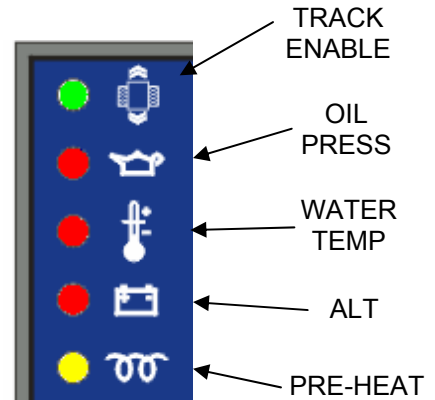 TRACK
ENABLE
OIL
PRESS
WATER
TEMP
ALT
PRE-HEAT